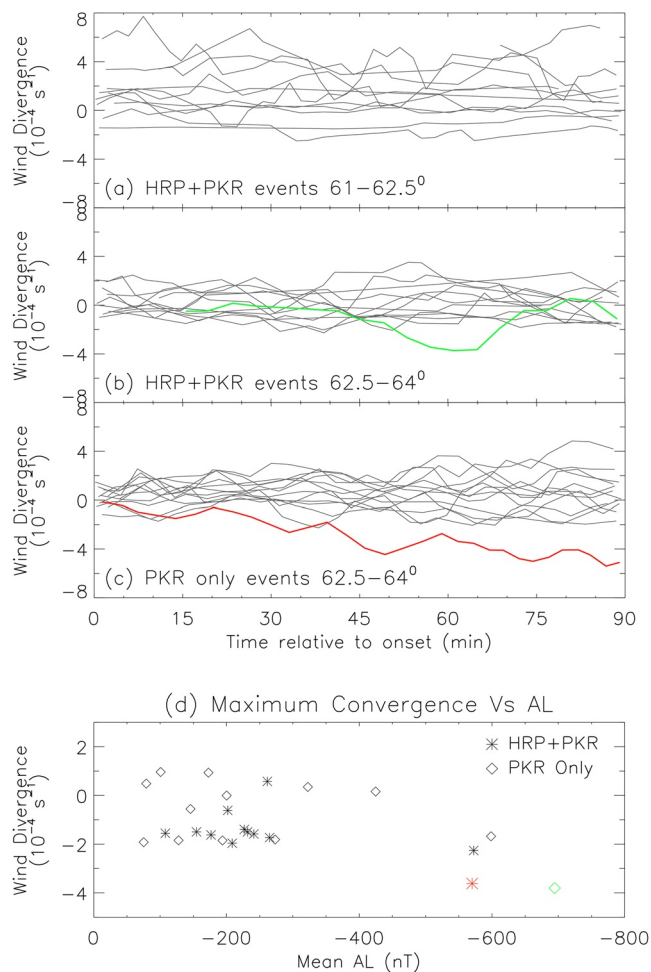 8
4
0
−4
−8
Wind Divergence
(10⁻⁴ s⁻¹)
(a) HRP+PKR events 61−62.5⁰
8
4
0
−4
−8
Wind Divergence
(10⁻⁴ s⁻¹)
(b) HRP+PKR events 62.5−64⁰
8
4
0
−4
−8
Wind Divergence
(10⁻⁴ s⁻¹)
(c) PKR only events 62.5−64⁰
0 15 30 45 60 75 90
Time relative to onset (min)
(d) Maximum Convergence Vs AL
2
0
−2
−4
Wind Divergence
(10⁻⁴ s⁻¹)
HRP+PKR
PKR Only
0 −200 −400 −600 −800
Mean AL (nT)